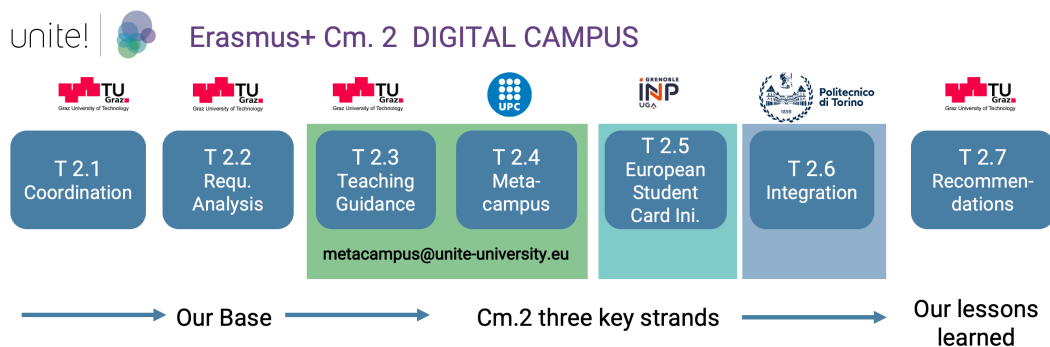 unite!
Erasmus+ Cm. 2 DIGITAL CAMPUS
TU
Graz
Graz University of Technology
TU
Graz
Graz University of Technology
TU
Graz
Graz University of Technology
UPC
GRENOBLE
INP
UGA
Politecnico
di Torino
1859
TU
Graz
Graz University of Technology
T 2.1
Coordination
T 2.2
Requ.
Analysis
T 2.3
Teaching
Guidance
T 2.4
Meta-
campus
T 2.5
European
Student
Card Ini.
T 2.6
Integration
T 2.7
Recommen-
dations
metacampus@unite-university.eu
Our Base
Cm.2 three key strands
Our lessons
learned